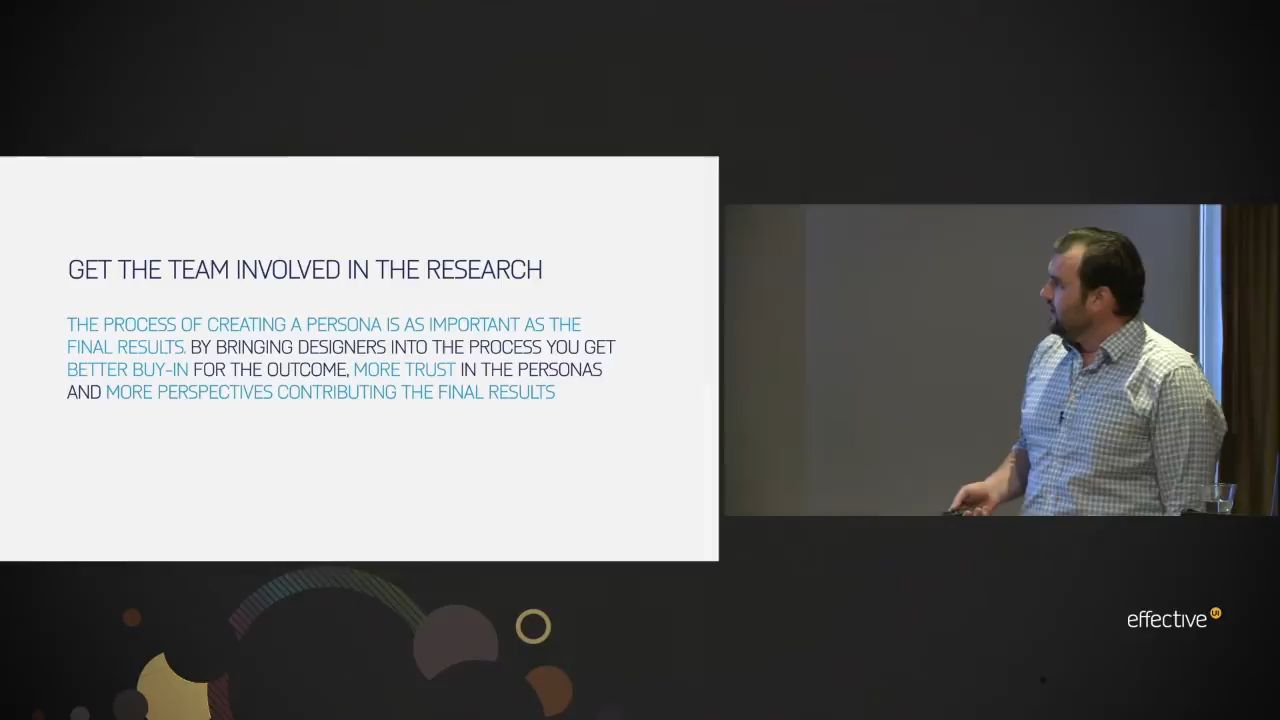 GET THE TEAM INVOLVED IN THE RESEARCH
THE PROCESS OF CREATING A PERSONA IS AS IMPORTANT AS THE
FINAL RESULTS. BY BRINGING DESIGNERS INTO THE PROCESS YOU GET
BETTER BUY-IN FOR THE OUTCOME, MORE TRUST IN THE PERSONAS
AND MORE PERSPECTIVES CONTRIBUTING THE FINAL RESULTS
effective UI